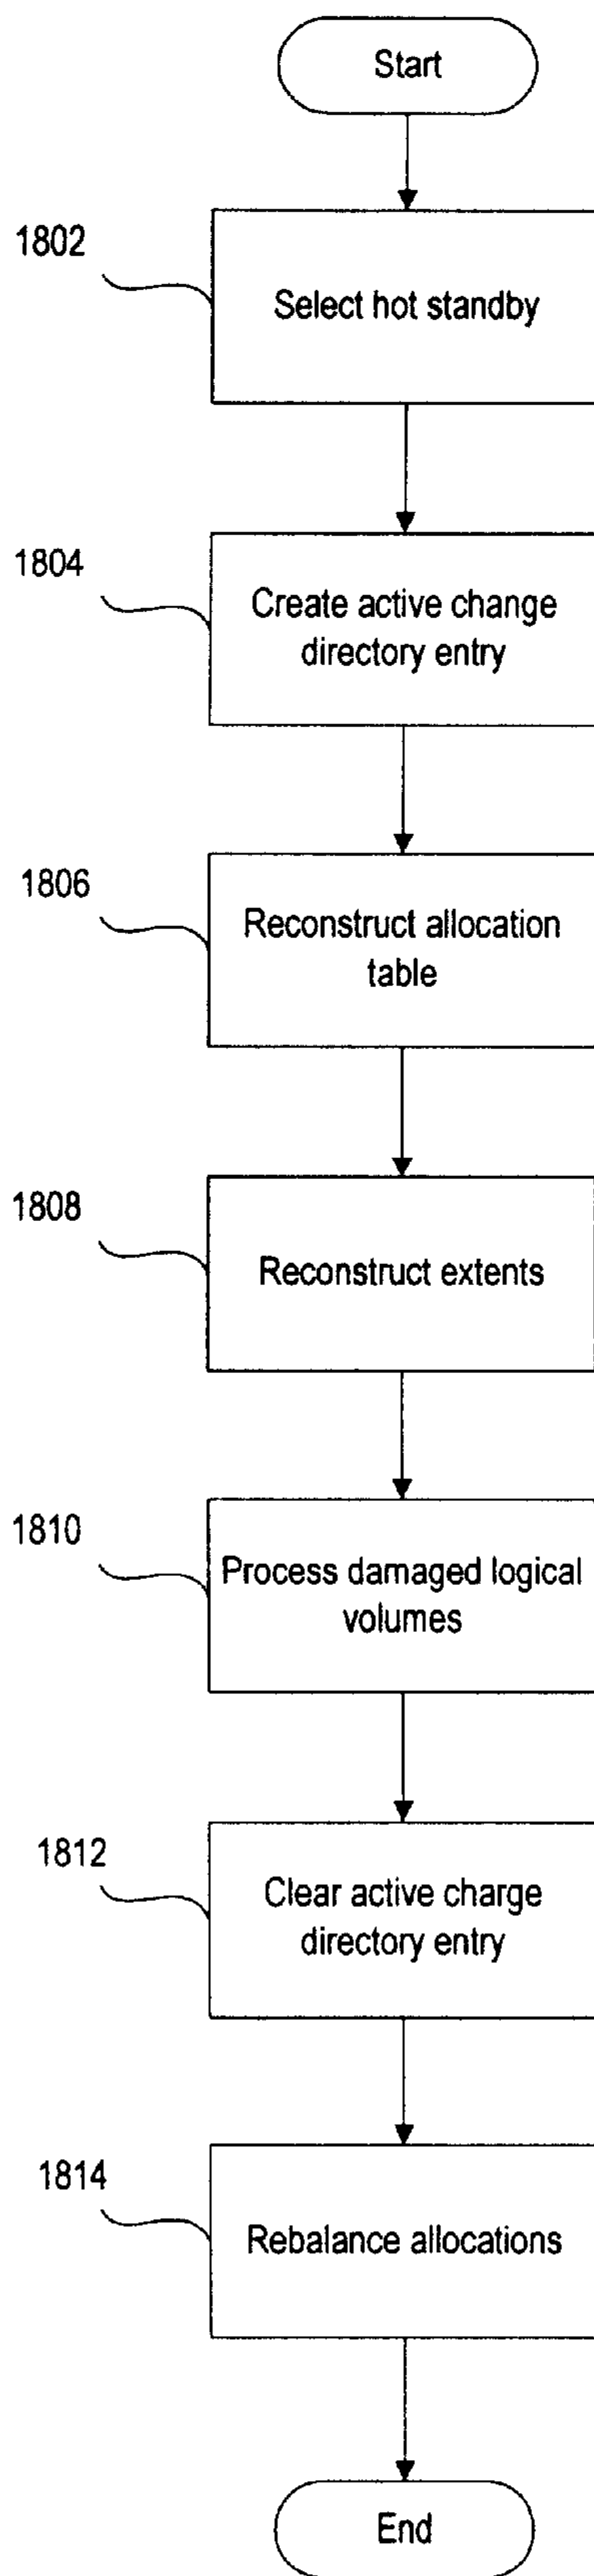 Start
1802
Select hot standby
1804
Create active change
directory entry
1806
Reconstruct allocation
table
1808
Reconstruct extents
1810
Process damaged logical
volumes
1812
Clear active charge
directory entry
1814
Rebalance allocations
End